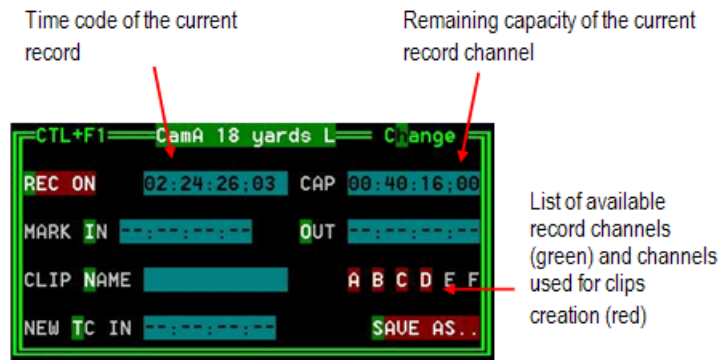 Time code of the current
record
Remaining capacity of the current
record channel
CTL+F1 CamA 18 yards L Change
REC ON 02:24:26;03 CAP 00:40:16;00
MARK IN --:--:--:-- OUT --:--:--:--
CLIP NAME A B C D E F
NEW TC IN --:--:--:-- SAVE AS..
List of available
record channels
(green) and channels
used for clips
creation (red)